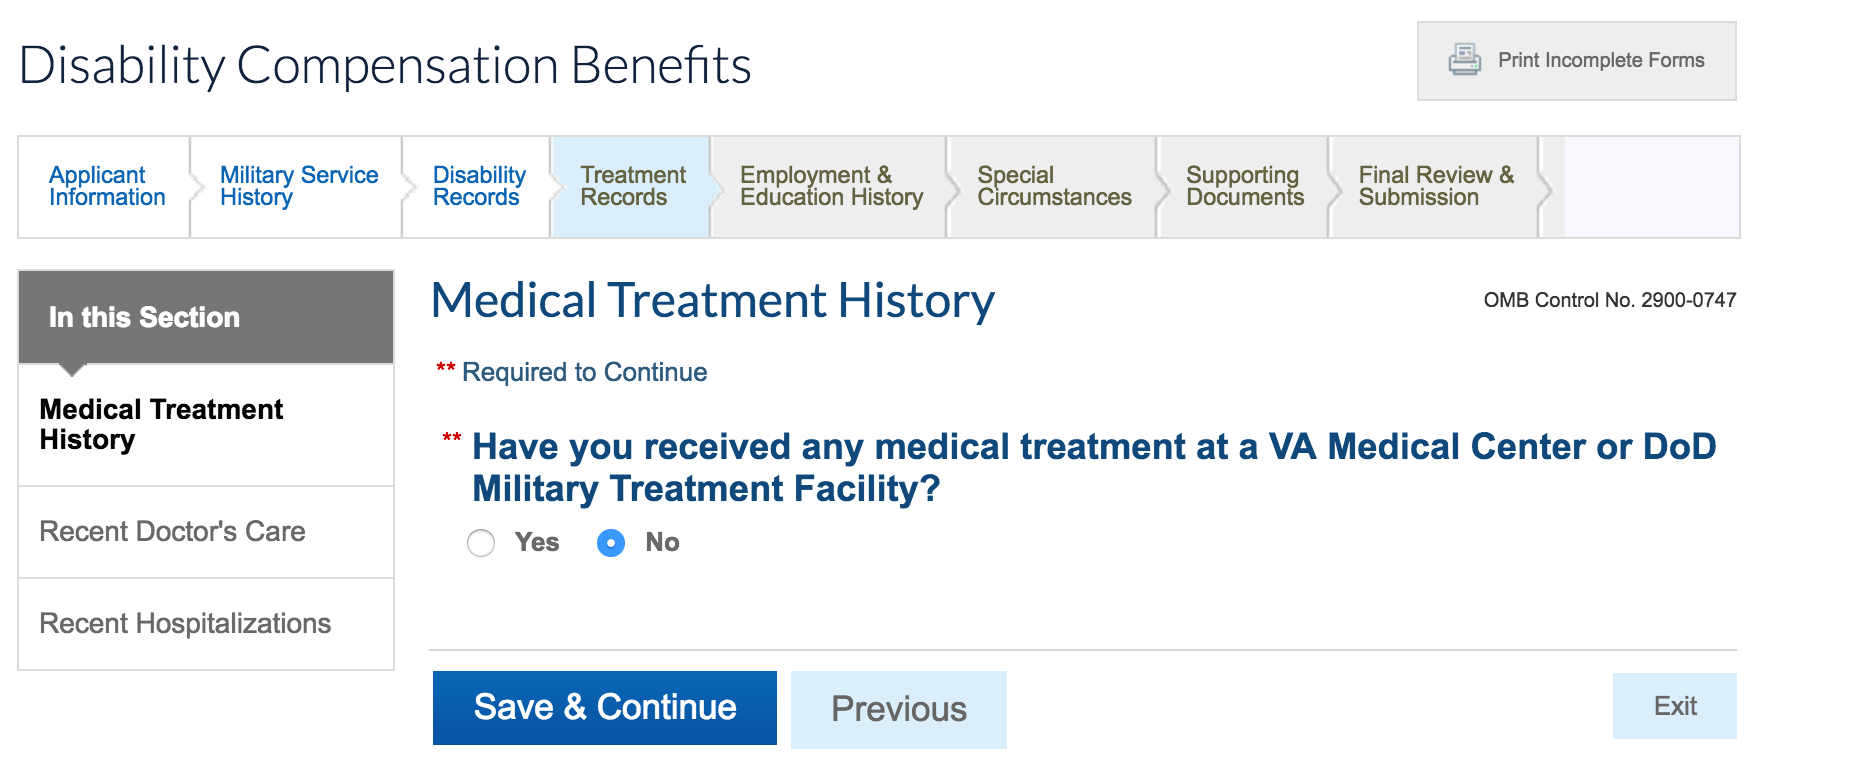 Disability Compensation Benefits
Print Incomplete Forms
Applicant
Information
Military Service
History
Disability
Records
Treatment
Records
Employment &
Education History
Special
Circumstances
Supporting
Documents
Final Review &
Submission
In this Section
Medical Treatment
History
Recent Doctor's Care
Recent Hospitalizations
Medical Treatment History
OMB Control No. 2900-0747
** Required to Continue
** Have you received any medical treatment at a VA Medical Center or DoD
Military Treatment Facility?
Yes No
Save & Continue
Previous
Exit